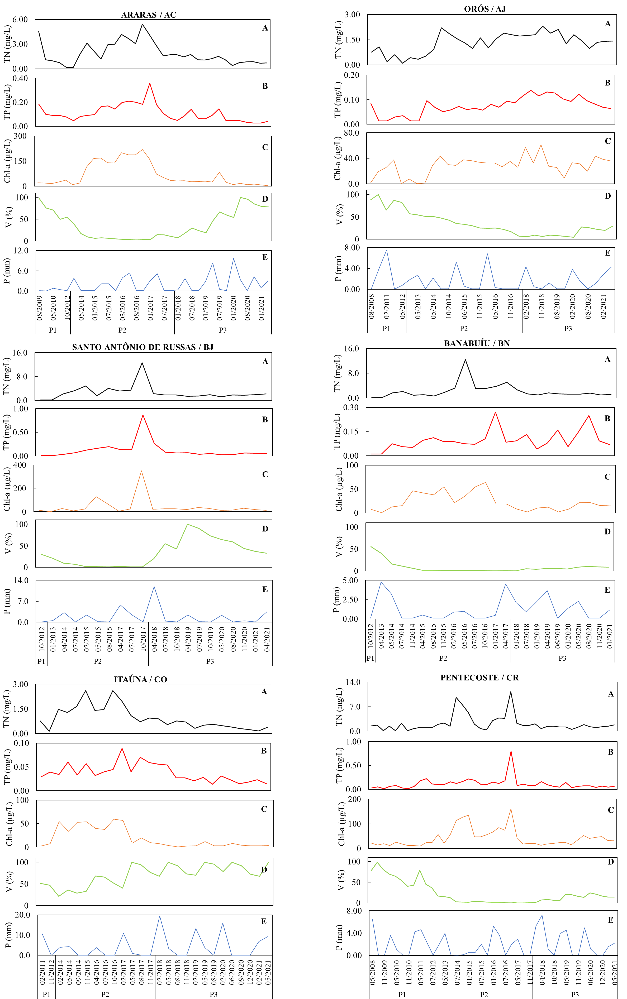 ARARAS / AC
6.00
3.00
0.00
TN (mg/L)
A
0.40
0.20
0.00
TP (mg/L)
B
300
150
0
Chl-a (µg/L)
C
100
50
0
V (%)
D
12.0
6.0
0.0
P (mm)
E
08/2009
05/2010
10/2012
05/2014
01/2015
07/2015
03/2016
08/2016
01/2017
07/2017
01/2018
07/2018
01/2019
07/2019
01/2020
08/2020
01/2021
P1
P2
P3
ORÓS / AJ
3.00
1.50
0.00
TN (mg/L)
A
0.20
0.10
0.00
TP (mg/L)
B
80.0
40.0
0.0
Chl-a (µg/L)
C
100
50
0
V (%)
D
8.00
4.00
0.00
P (mm)
E
08/2008
02/2011
05/2012
05/2013
05/2014
10/2014
06/2015
11/2015
05/2016
11/2016
02/2018
11/2018
08/2019
02/2020
08/2020
02/2021
P1
P2
P3
SANTO ANTÔNIO DE RUSSAS / BJ
16.0
8.0
0.0
TN (mg/L)
A
1.00
0.50
0.00
TP (mg/L)
B
400
200
0
Chl-a (µg/L)
C
100
50
0
V (%)
D
14.0
7.0
0.0
P (mm)
E
10/2012
01/2013
04/2014
07/2014
02/2015
05/2015
08/2015
04/2017
07/2017
10/2017
04/2018
07/2018
10/2018
04/2019
07/2019
10/2019
05/2020
08/2020
11/2020
01/2021
04/2021
P1
P2
P3
BANABUÍU / BN
16.0
8.0
0.0
TN (mg/L)
A
0.30
0.15
0.00
TP (mg/L)
B
100
50
0
Chl-a (µg/L)
C
100
50
0
V (%)
D
5.00
2.50
0.00
P (mm)
E
10/2012
04/2013
05/2014
07/2014
11/2014
04/2015
08/2015
11/2015
02/2016
05/2016
07/2016
10/2016
01/2017
04/2017
01/2018
07/2018
01/2019
04/2019
06/2019
01/2020
05/2020
08/2020
11/2020
01/2021
P1
P2
P3
ITAÚNA / CO
3.00
1.50
0.00
TN (mg/L)
A
0.10
0.05
0.00
TP (mg/L)
B
100
50
0
Chl-a (µg/L)
C
100
50
0
V (%)
D
20.0
10.0
0.0
P (mm)
E
02/2011
11/2012
02/2014
05/2014
09/2014
11/2015
04/2016
07/2016
10/2016
02/2017
05/2017
08/2017
11/2017
02/2018
05/2018
08/2018
11/2018
02/2019
05/2019
08/2019
02/2020
06/2020
09/2020
12/2020
02/2021
05/2021
P1
P2
P3
PENTECOSTE / CR
14.0
7.0
0.0
TN (mg/L)
A
1.00
0.50
0.00
TP (mg/L)
B
200
100
0
Chl-a (µg/L)
C
100
50
0
V (%)
D
8.00
4.00
0.00
P (mm)
E
05/2008
11/2009
05/2010
11/2010
05/2011
07/2012
05/2013
07/2014
01/2015
07/2015
01/2016
07/2016
05/2017
11/2017
04/2018
10/2018
05/2019
11/2019
06/2020
12/2020
05/2021
P1
P2
P3